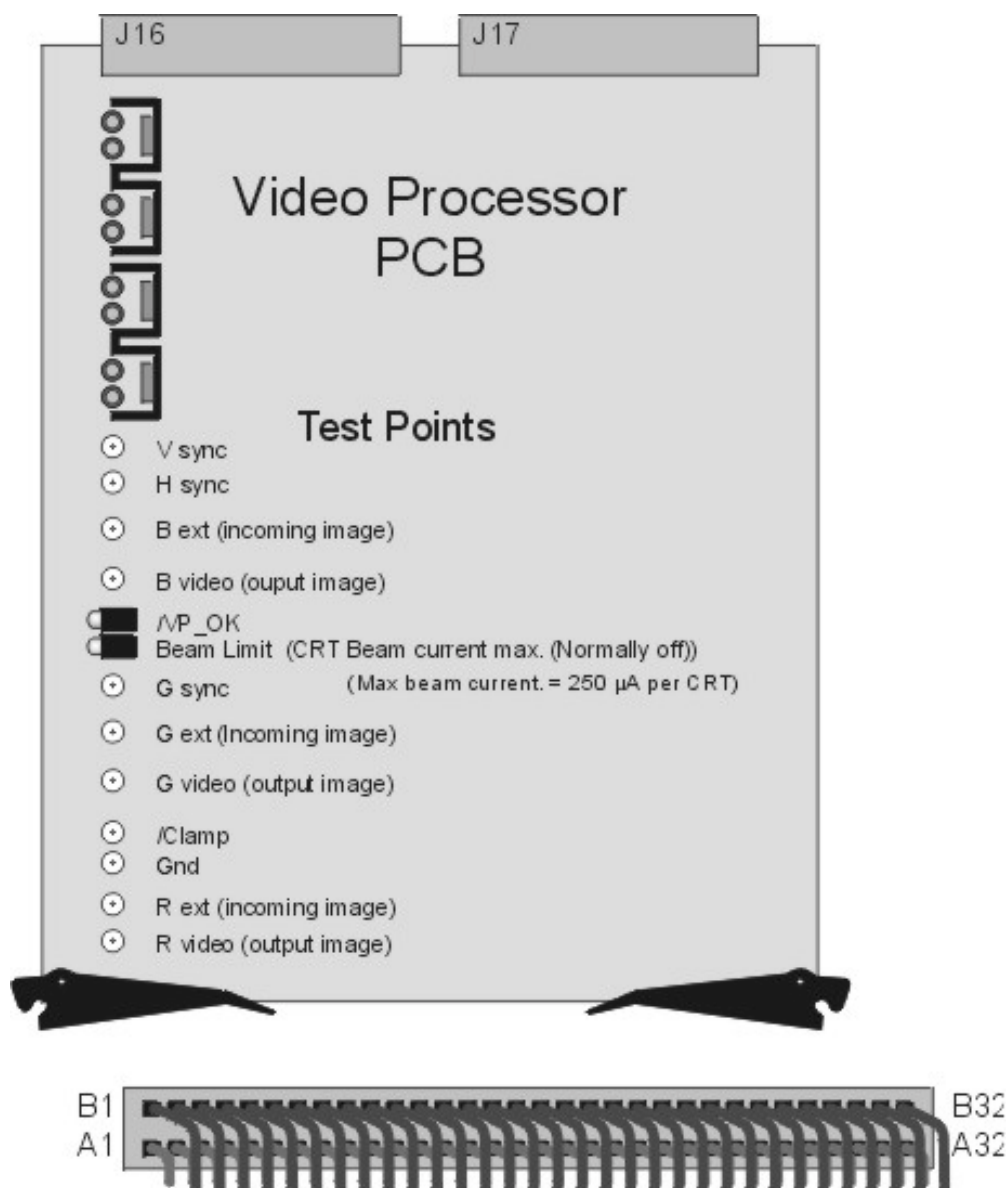 J16
J17
Video Processor
PCB
Test Points
V sync
H sync
B ext (incoming image)
B video (ouput image)
/VP_OK
Beam Limit (CRT Beam current max. (Normally off))
(Max beam current. = 250 µA per CRT)
G sync
G ext (Incoming image)
G video (output image)
/Clamp
Gnd
R ext (incoming image)
R video (output image)
B1
B32
A1
A32